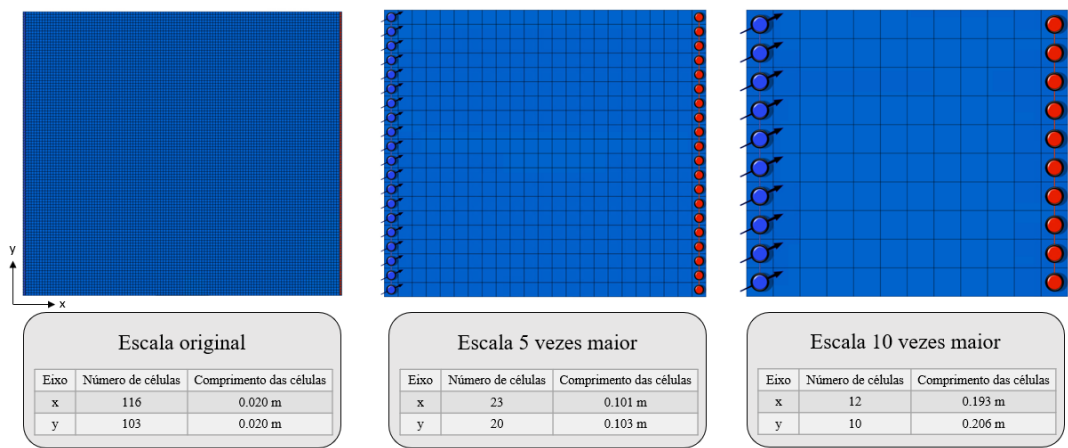 y
x
Escala original
Eixo Número de células Comprimento das células
x 116 0.020 m
y 103 0.020 m
Escala 5 vezes maior
Eixo Número de células Comprimento das células
x 23 0.101 m
y 20 0.103 m
Escala 10 vezes maior
Eixo Número de células Comprimento das células
x 12 0.193 m
y 10 0.206 m